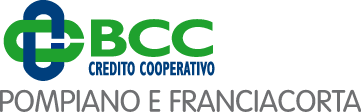 BCC
CREDITO COOPERATIVO
POMPIANO E FRANCIACORTA